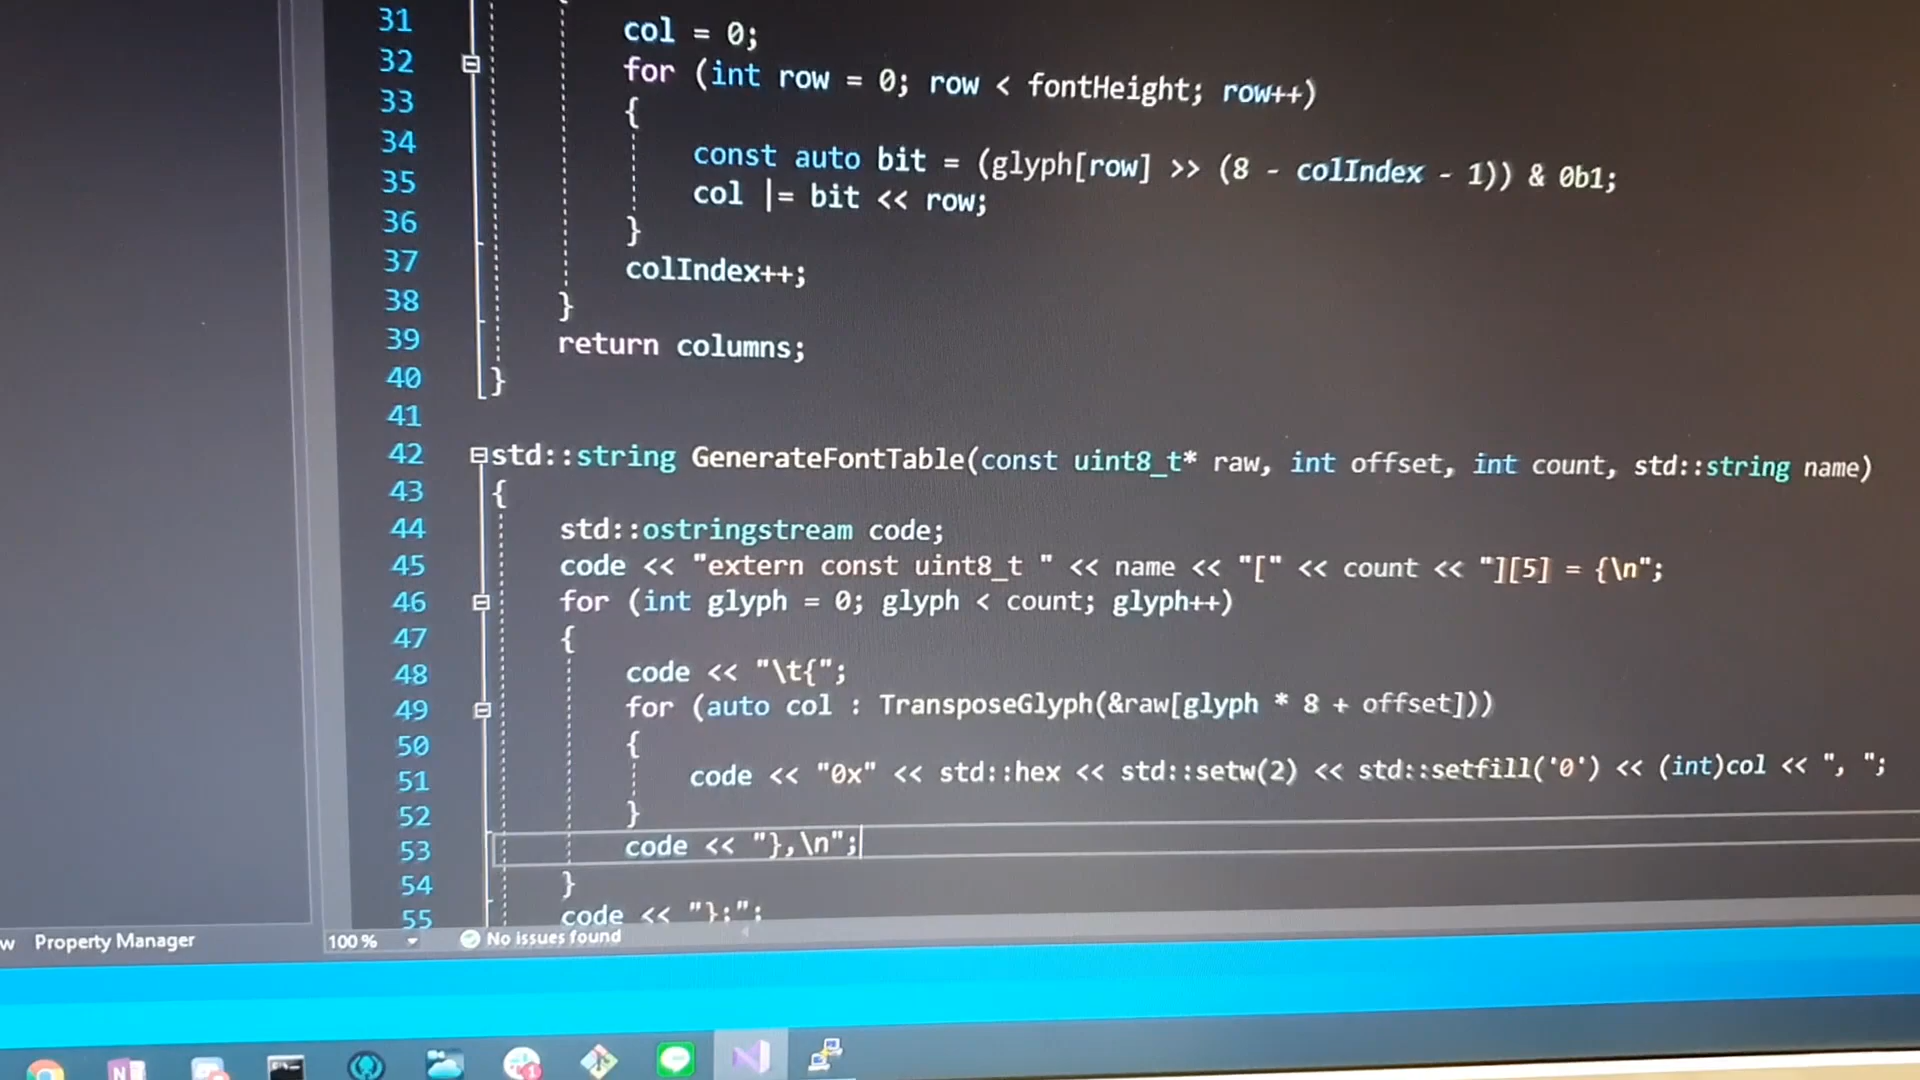 31
32 col = 0;
33 for (int row = 0; row < fontHeight; row++)
{
34 const auto bit = (glyph[row] >> (8 - colIndex - 1)) & 0b1;
35 col |= bit << row;
36 }
37 colIndex++;
38 }
39 return columns;
40 }
41
42 std::string GenerateFontTable(const uint8_t* raw, int offset, int count, std::string name)
43 {
44 std::ostringstream code;
45 code << "extern const uint8_t " << name << "[" << count << "][5] = {\n";
46 for (int glyph = 0; glyph < count; glyph++)
47 {
48 code << "\t{";
49 for (auto col : TransposeGlyph(&raw[glyph * 8 + offset]))
50 {
51 code << "0x" << std::hex << std::setw(2) << std::setfill('0') << (int)col << ", ";
52 }
53 code << "},\n";
54 }
55 code << "};";
w Property Manager 100 % No issues found
N
1